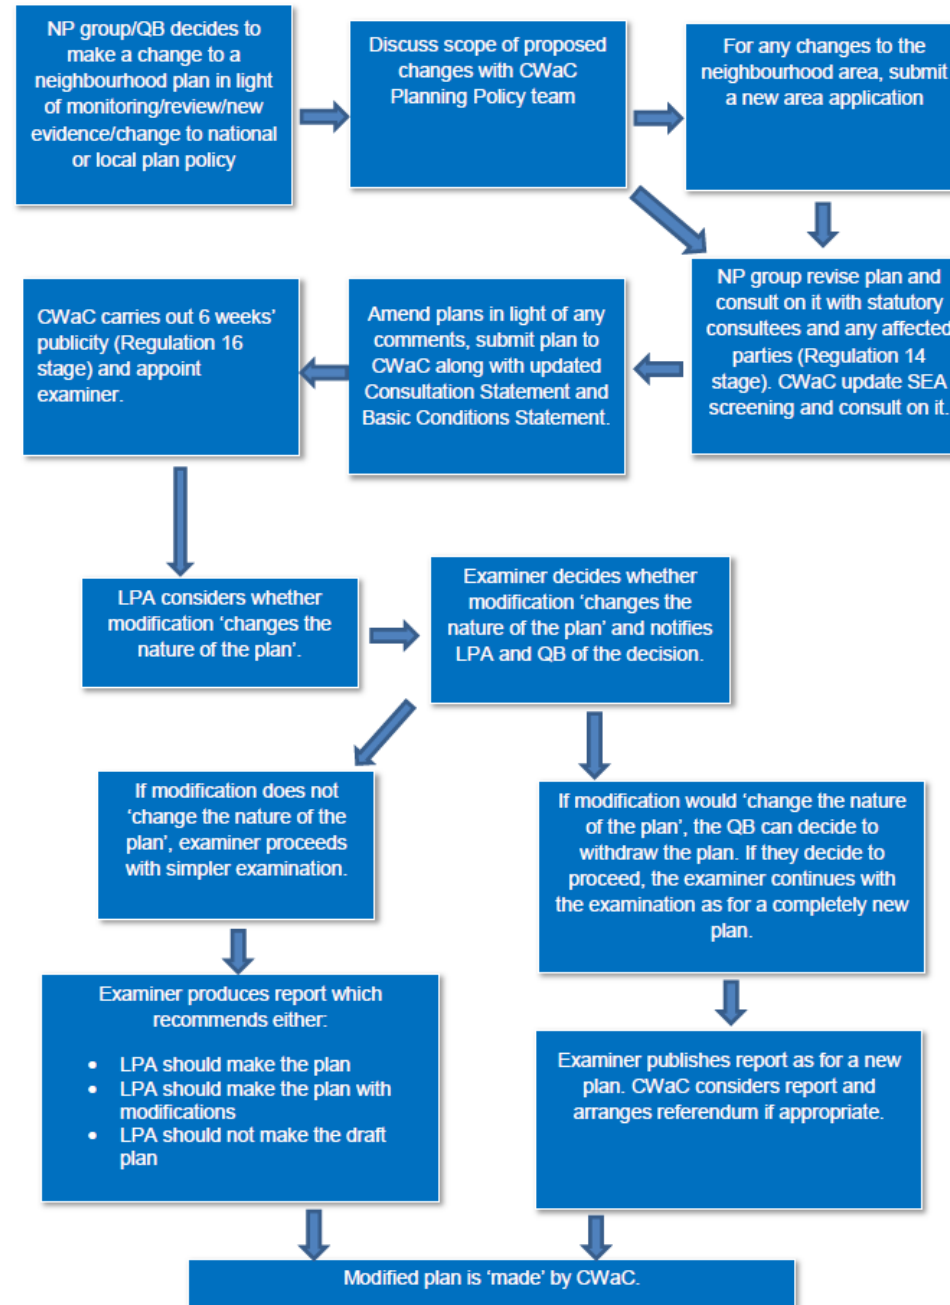 NP group/QB decides to
make a change to a
neighbourhood plan in light
of monitoring/review/new
evidence/change to national
or local plan policy
Discuss scope of proposed
changes with CWaC
Planning Policy team
For any changes to the
neighbourhood area, submit
a new area application
NP group revise plan and
consult on it with statutory
consultees and any affected
parties (Regulation 14
stage). CWaC update SEA
screening and consult on it.
Amend plans in light of any
comments, submit plan to
CWaC along with updated
Consultation Statement and
Basic Conditions Statement.
CWaC carries out 6 weeks’
publicity (Regulation 16
stage) and appoint
examiner.
LPA considers whether
modification ‘changes the
nature of the plan’.
Examiner decides whether
modification ‘changes the
nature of the plan’ and notifies
LPA and QB of the decision.
If modification does not
‘change the nature of the
plan’, examiner proceeds
with simpler examination.
If modification would ‘change the nature
of the plan’, the QB can decide to
withdraw the plan. If they decide to
proceed, the examiner continues with
the examination as for a completely new
plan.
Examiner produces report which
recommends either:
• LPA should make the plan
• LPA should make the plan with
modifications
• LPA should not make the draft
plan
Examiner publishes report as for a new
plan. CWaC considers report and
arranges referendum if appropriate.
Modified plan is ‘made’ by CWaC.